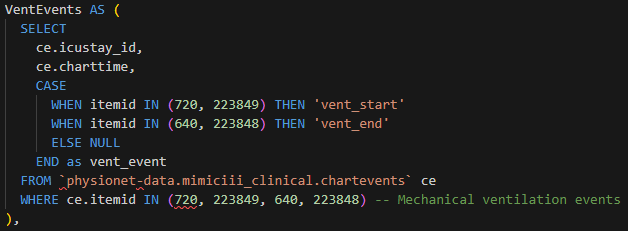 VentEvents AS (
  SELECT
    ce.icustay_id,
    ce.charttime,
    CASE
      WHEN itemid IN (720, 223849) THEN 'vent_start'
      WHEN itemid IN (640, 223848) THEN 'vent_end'
      ELSE NULL
    END as vent_event
  FROM `physionet-data.mimiciii_clinical.chartevents` ce
  WHERE ce.itemid IN (720, 223849, 640, 223848) -- Mechanical ventilation events
),